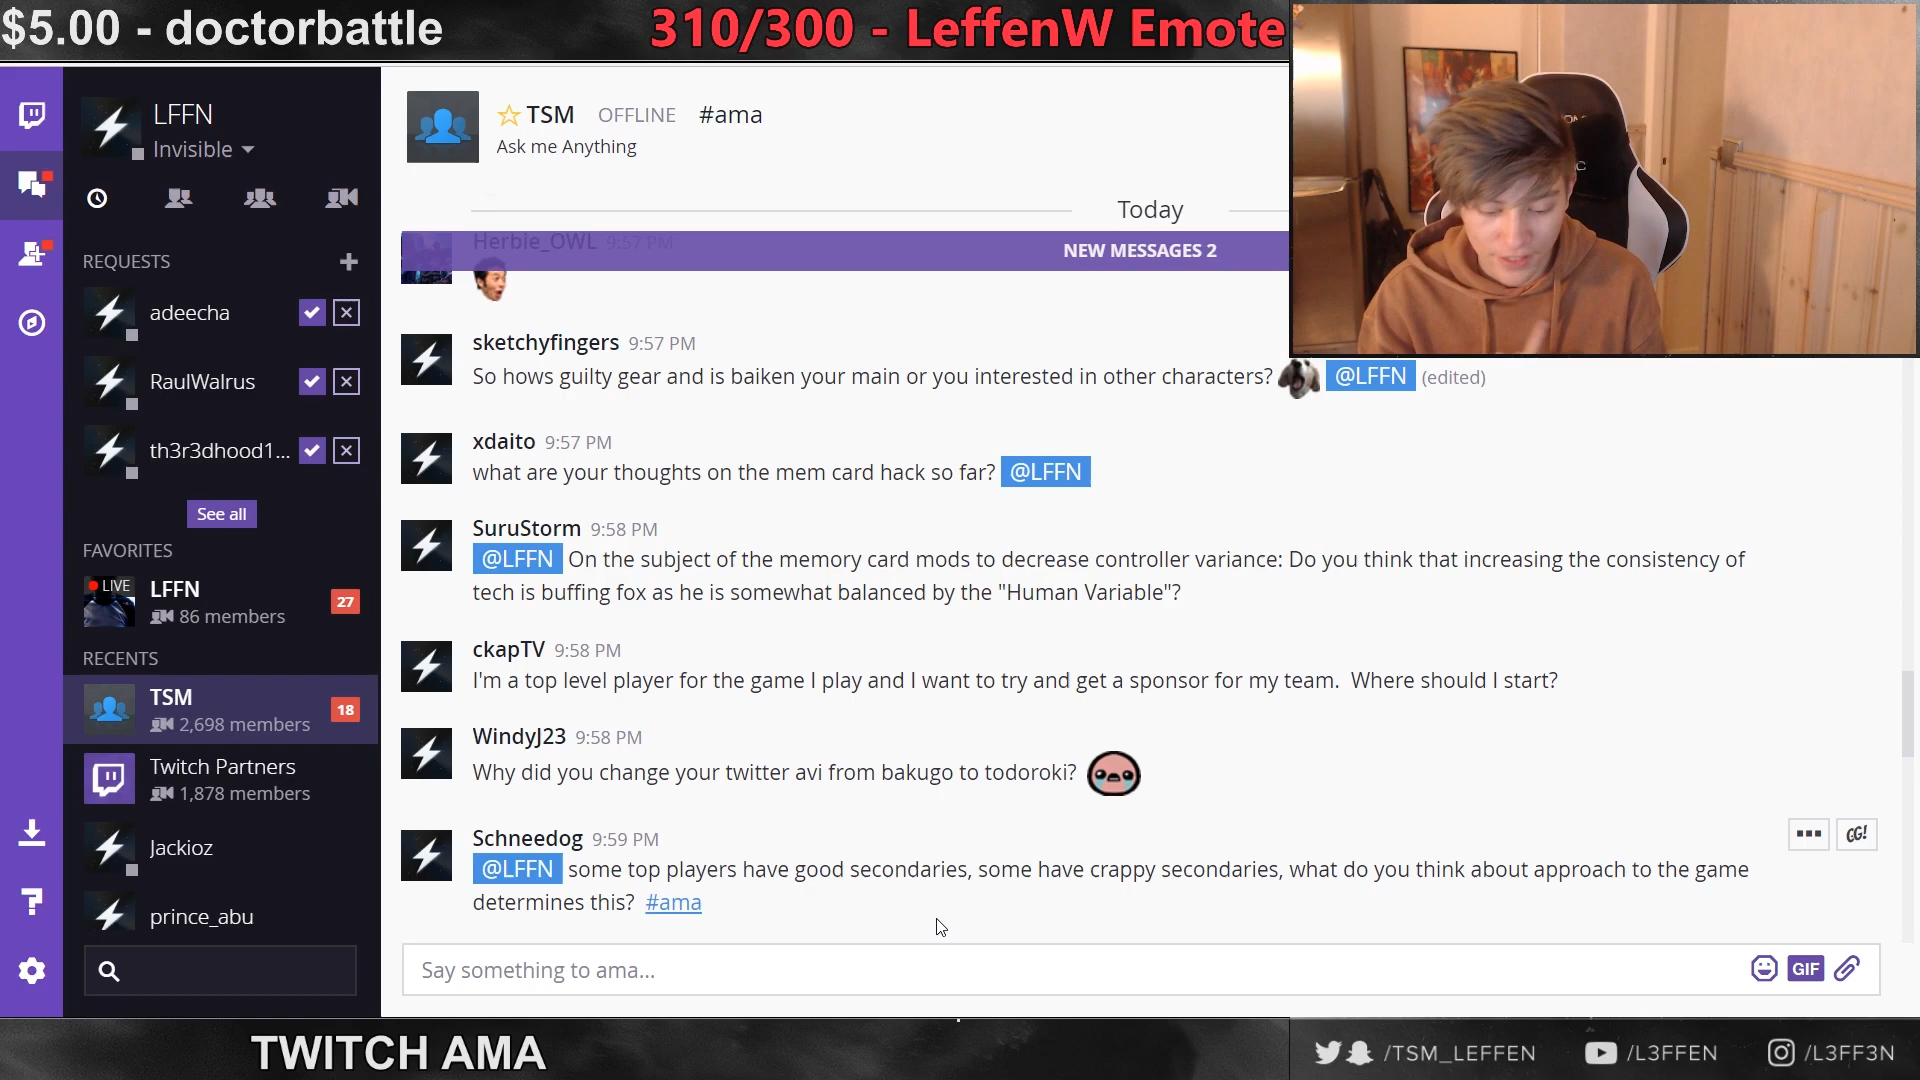 $5.00 - doctorbattle
310/300 - LeffenW Emote
LFFN
Invisible
REQUESTS
adeecha
RaulWalrus
th3r3dhood1...
See all
FAVORITES
LIVE
LFFN
86 members
27
RECENTS
TSM
2,698 members
18
Twitch Partners
1,878 members
Jackioz
prince_abu
TSM OFFLINE #ama
Ask me Anything
Today
Herbie_OWL 9:57 PM
NEW MESSAGES 2
sketchyfingers 9:57 PM
So hows guilty gear and is baiken your main or you interested in other characters? @LFFN (edited)
xdaito 9:57 PM
what are your thoughts on the mem card hack so far? @LFFN
SuruStorm 9:58 PM
@LFFN On the subject of the memory card mods to decrease controller variance: Do you think that increasing the consistency of
tech is buffing fox as he is somewhat balanced by the "Human Variable"?
ckapTV 9:58 PM
I'm a top level player for the game I play and I want to try and get a sponsor for my team. Where should I start?
WindyJ23 9:58 PM
Why did you change your twitter avi from bakugo to todoroki?
Schneedog 9:59 PM
GG!
@LFFN some top players have good secondaries, some have crappy secondaries, what do you think about approach to the game
determines this? #ama
Say something to ama...
GIF
TWITCH AMA
/TSM_LEFFEN
/L3FFEN
/L3FF3N